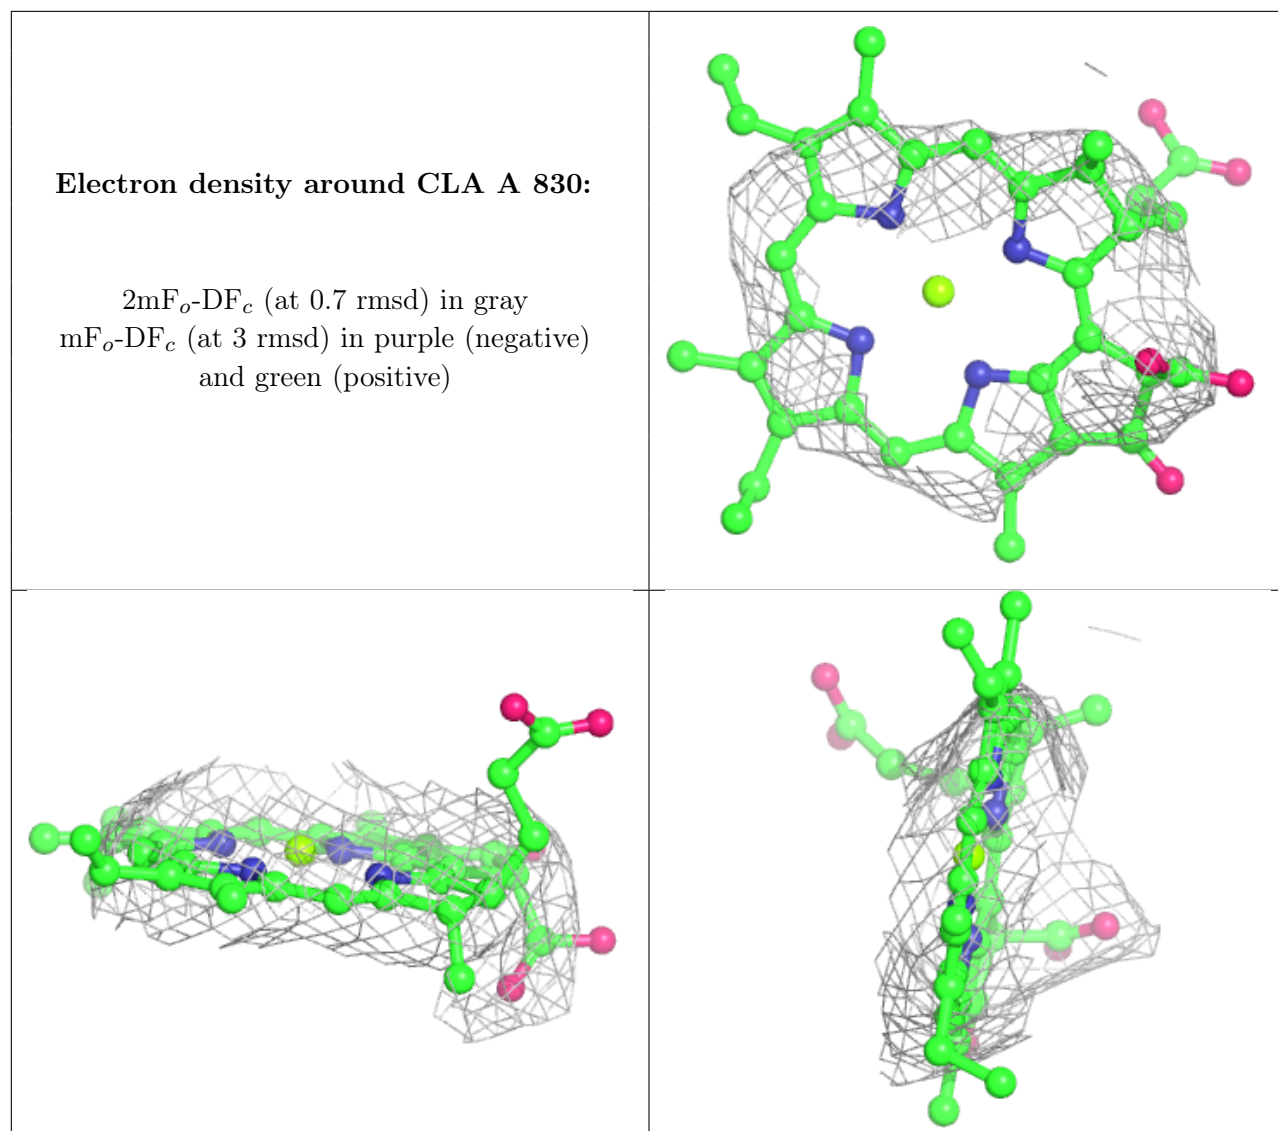 Electron density around CLA A 830:
2mFo-DFc (at 0.7 rmsd) in gray
mFo-DFc (at 3 rmsd) in purple (negative)
and green (positive)